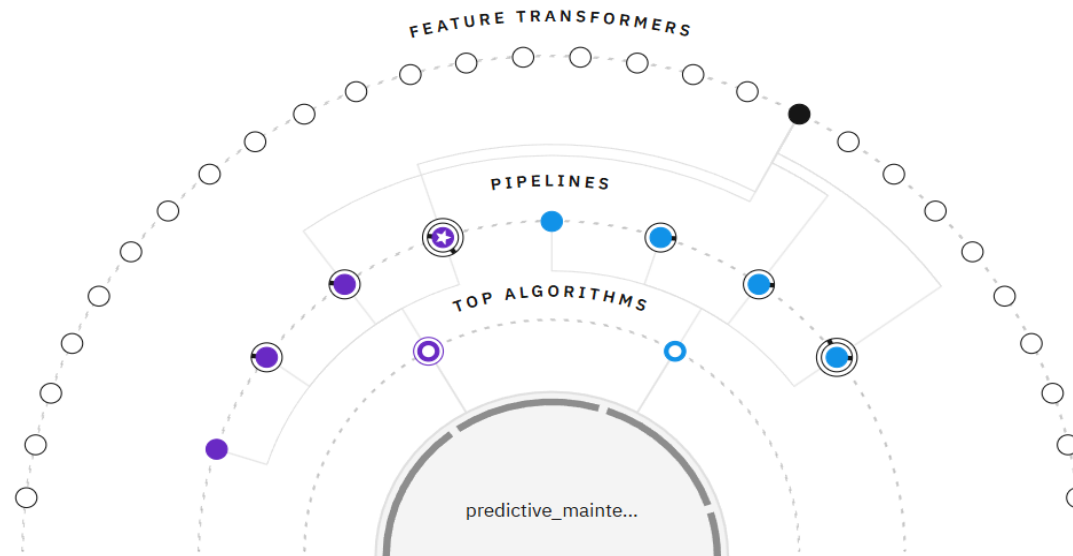 FEATURE TRANSFORMERS
PIPELINES
TOP ALGORITHMS
predictive_mainte...